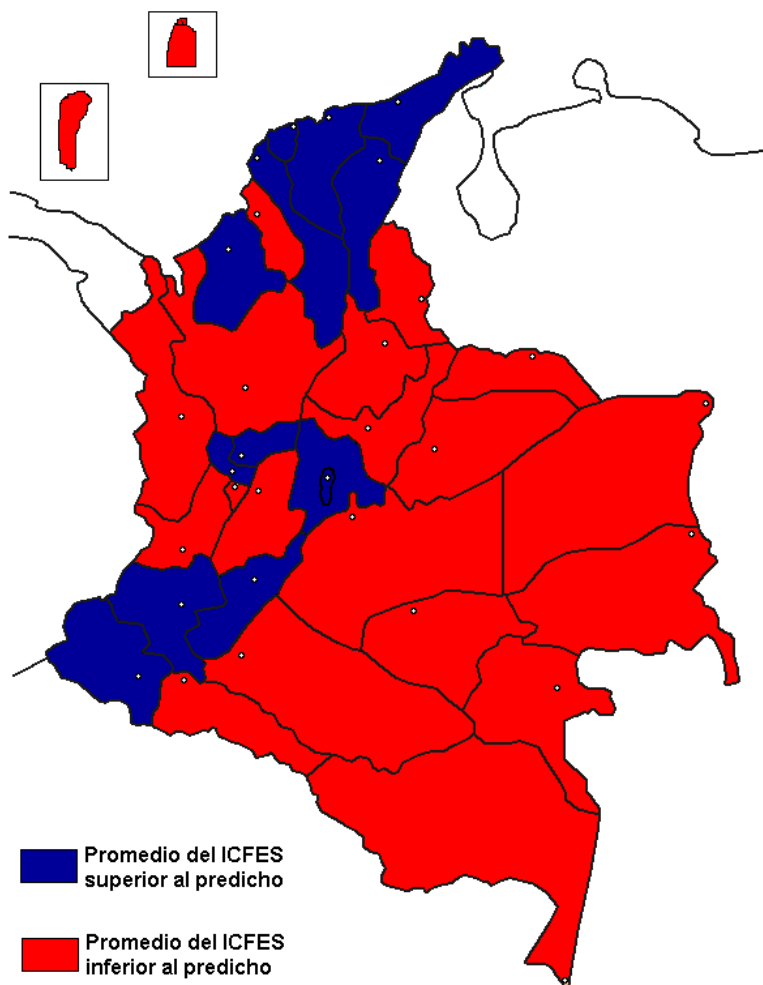 Promedio del ICFES
superior al predicho
Promedio del ICFES
inferior al predicho